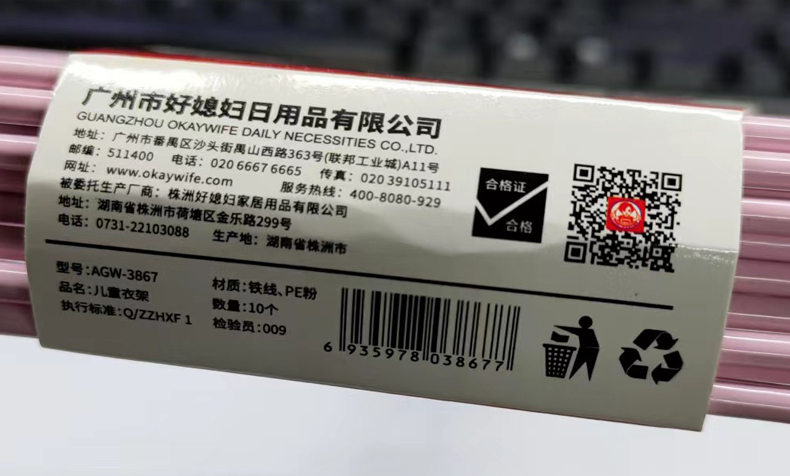 广州市好媳妇日用品有限公司
GUANGZHOU OKAYWIFE DAILY NECESSITIES CO.,LTD.
地址：广州市番禺区沙头街禺山西路363号(联邦工业城)A11号
邮编：511400 电话：020 6667 6665 传真：020 39105111
网址：www.okaywife.com 服务热线：400-8080-929
被委托生产厂商：株洲好媳妇家居用品有限公司
地址：湖南省株洲市荷塘区金乐路299号
电话：0731-22103088 生产地：湖南省株洲市
合格证
合格
型号：AGW-3867 材质：铁线、PE粉
品名：儿童衣架 数量：10个
执行标准：Q/ZZHXF 1 检验员：009
6 935978 038677